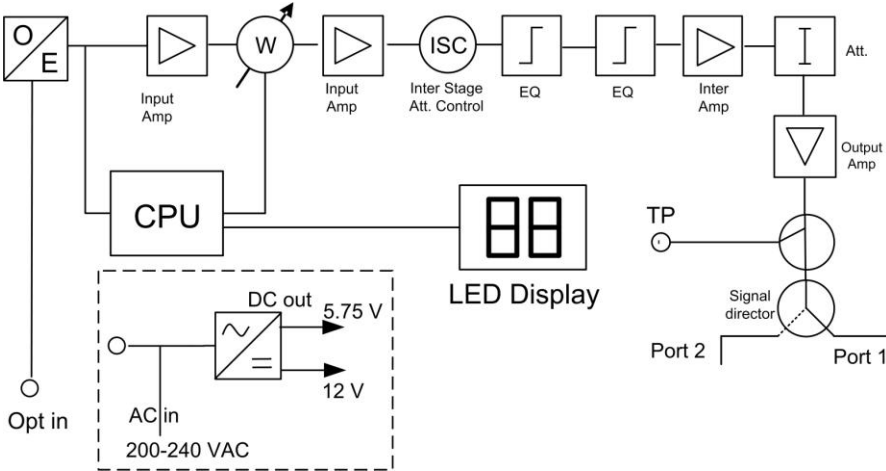 O
E
W
ISC
Input
Amp
Input
Amp
Inter Stage
Att. Control
EQ
EQ
Inter
Amp
Att.
Output
Amp
CPU
88
LED Display
TP
Signal
director
Port 2
Port 1
DC out
5.75 V
12 V
AC in
200-240 VAC
Opt in